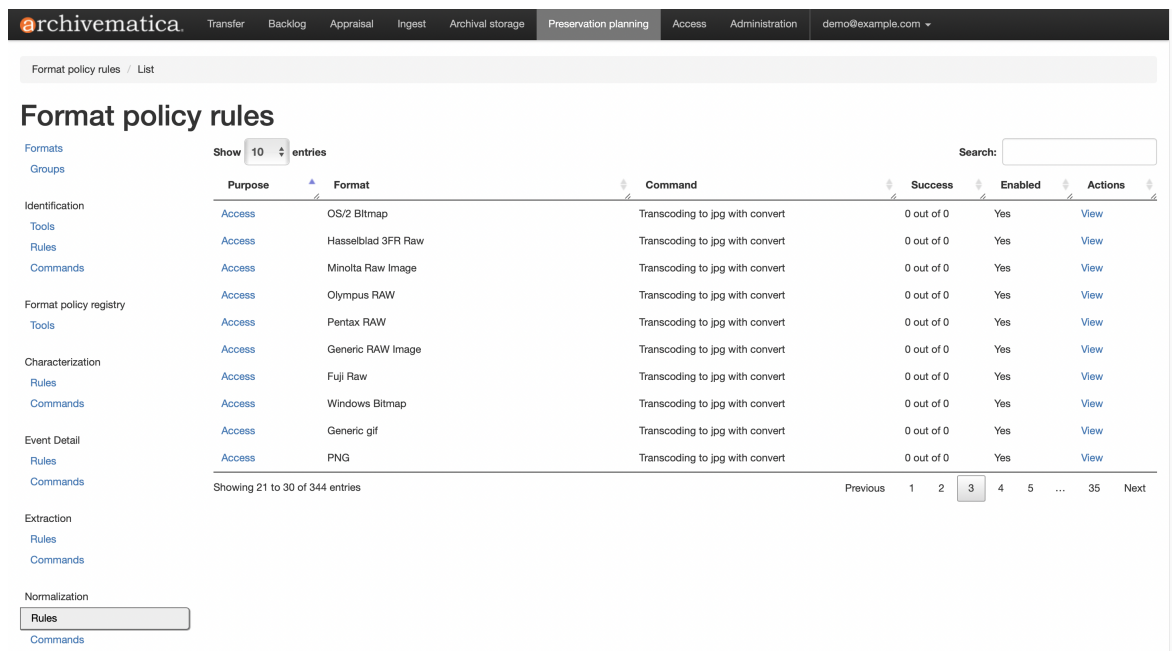 archivematica.
Transfer Backlog Appraisal Ingest Archival storage Preservation planning Access Administration demo@example.com
Format policy rules / List
Format policy rules
Formats
Groups
Identification
Tools
Rules
Commands
Format policy registry
Tools
Characterization
Rules
Commands
Event Detail
Rules
Commands
Extraction
Rules
Commands
Normalization
Rules
Commands
Show 10 entries
Search:
Purpose Format Command Success Enabled Actions
Access OS/2 BItmap Transcoding to jpg with convert 0 out of 0 Yes View
Access Hasselblad 3FR Raw Transcoding to jpg with convert 0 out of 0 Yes View
Access Minolta Raw Image Transcoding to jpg with convert 0 out of 0 Yes View
Access Olympus RAW Transcoding to jpg with convert 0 out of 0 Yes View
Access Pentax RAW Transcoding to jpg with convert 0 out of 0 Yes View
Access Generic RAW Image Transcoding to jpg with convert 0 out of 0 Yes View
Access Fuji Raw Transcoding to jpg with convert 0 out of 0 Yes View
Access Windows Bitmap Transcoding to jpg with convert 0 out of 0 Yes View
Access Generic gif Transcoding to jpg with convert 0 out of 0 Yes View
Access PNG Transcoding to jpg with convert 0 out of 0 Yes View
Showing 21 to 30 of 344 entries
Previous 1 2 3 4 5 ... 35 Next